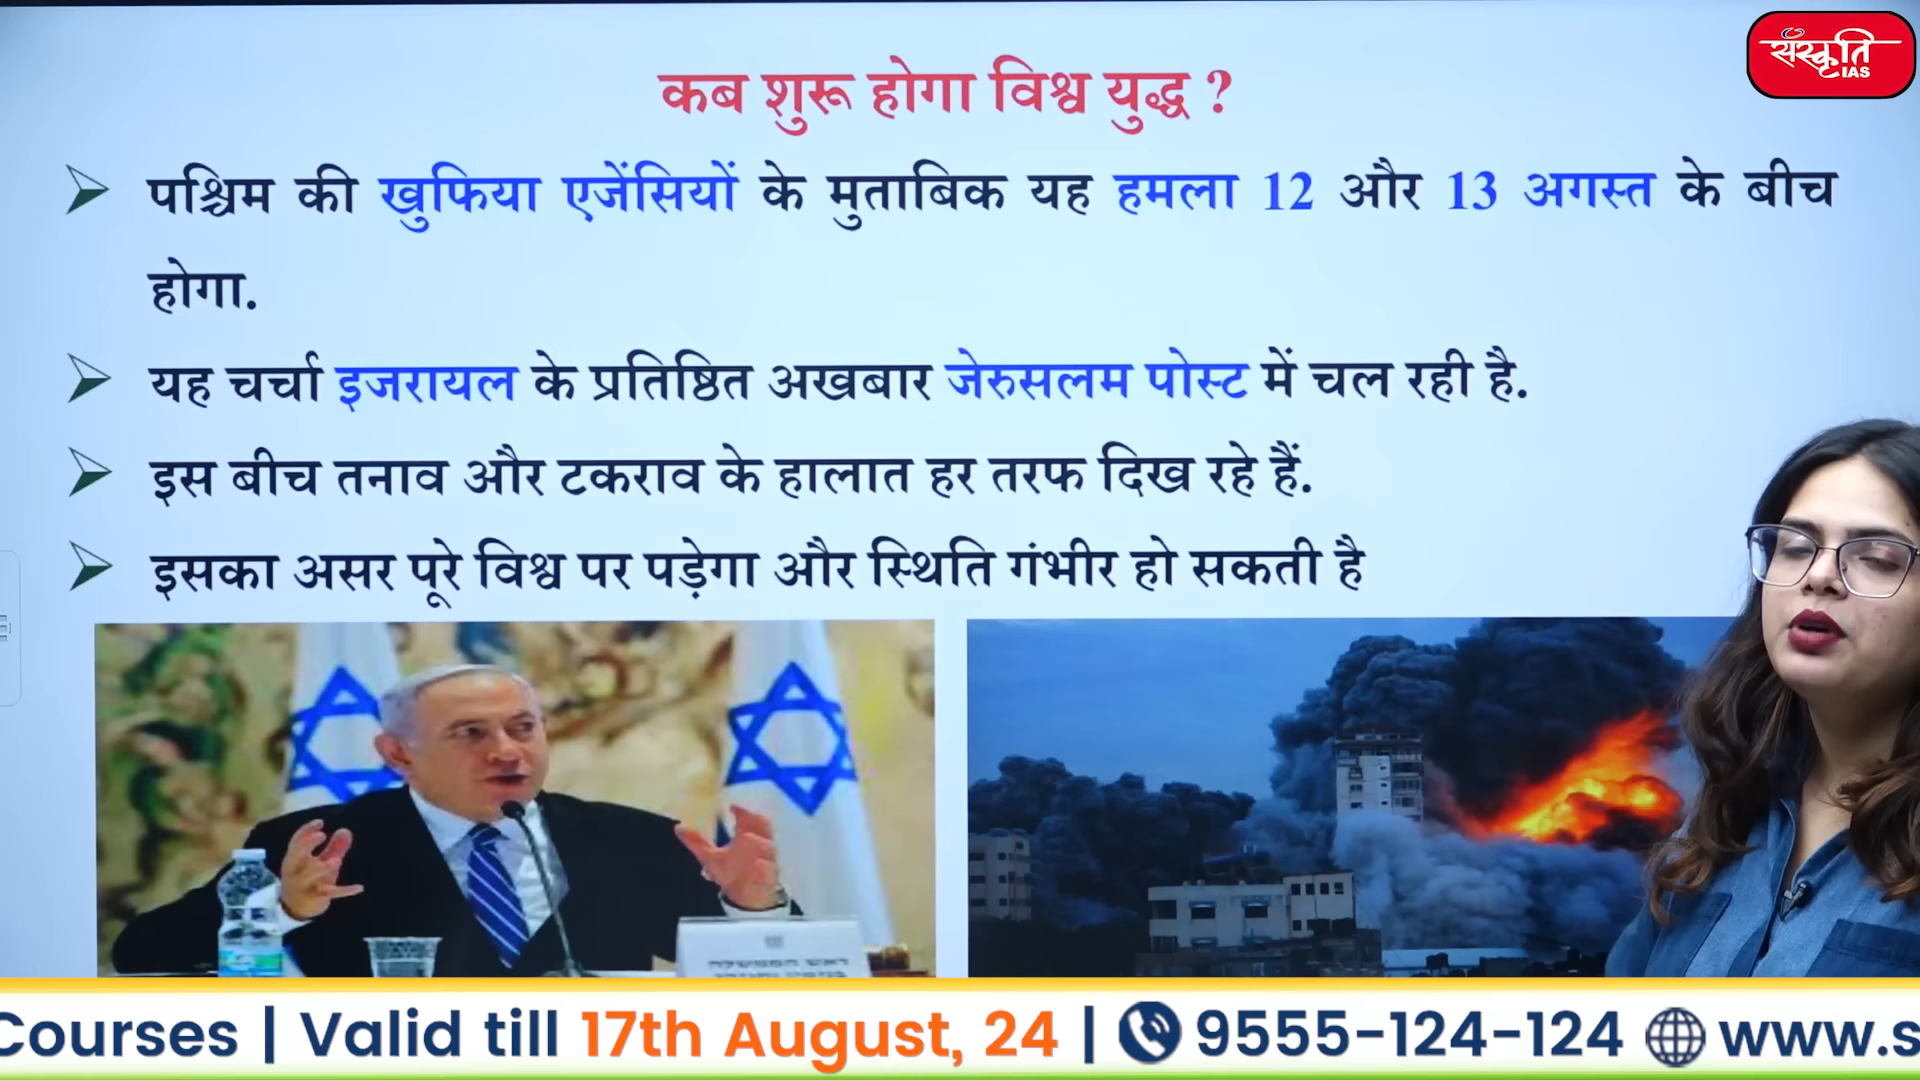 संस्कृति
IAS
कब शुरू होगा विश्व युद्ध ?
पश्चिम की खुफिया एजेंसियों के मुताबिक यह हमला 12 और 13 अगस्त के बीच
होगा.
यह चर्चा इजरायल के प्रतिष्ठित अखबार जेरुसलम पोस्ट में चल रही है.
इस बीच तनाव और टकराव के हालात हर तरफ दिख रहे हैं.
इसका असर पूरे विश्व पर पड़ेगा और स्थिति गंभीर हो सकती है
ראש הממשלה
Courses | Valid till 17th August, 24 | 9555-124-124 www.s